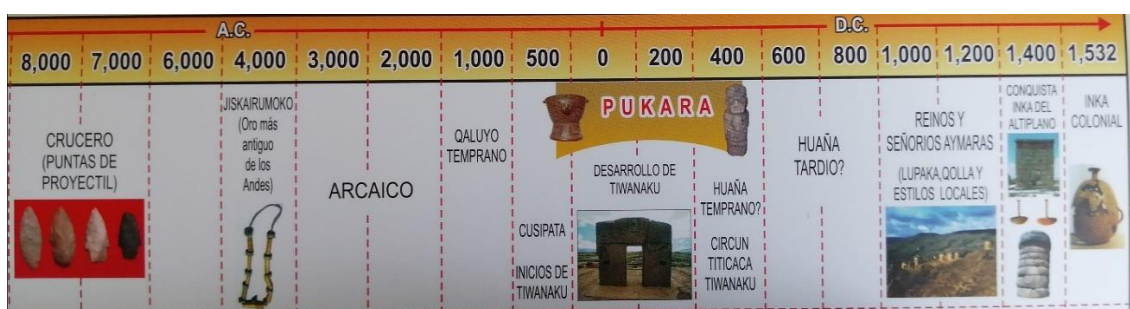 A.C. D.C.
8,000 7,000 6,000 4,000 3,000 2,000 1,000 500 0 200 400 600 800 1,000 1,200 1,400 1,532
CRUCERO
(PUNTAS DE
PROYECTIL)
JISKAIRUMOKO
(Oro más
antiguo
de los
Andes)
ARCAICO
QALUYO
TEMPRANO
CUSIPATA
INICIOS DE
TIWANAKU
PUKARA
DESARROLLO DE
TIWANAKU
HUAÑA
TEMPRANO?
CIRCUN
TITICACA
TIWANAKU
HUAÑA
TARDIO?
REINOS Y
SEÑORIOS AYMARAS
(LUPAKA,QOLLA Y
ESTILOS LOCALES)
CONQUISTA
INKA DEL
ALTIPLANO
INKA
COLONIAL